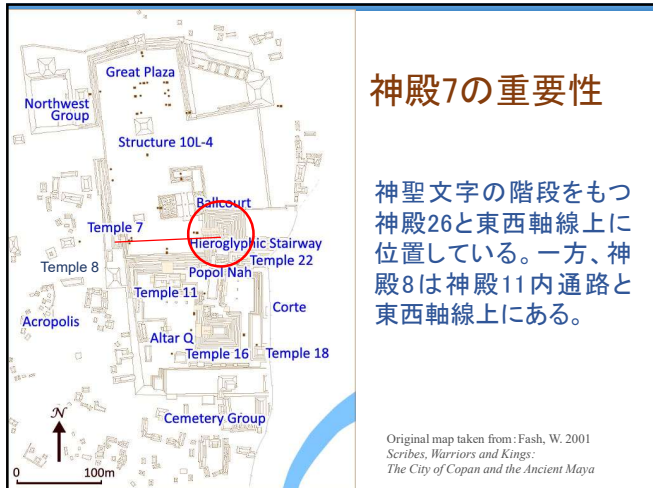 神殿7の重要性
神聖文字の階段をもつ
神殿26と東西軸線上に
位置している。一方、神
殿8は神殿11内通路と
東西軸線上にある。
Great Plaza
Northwest
Group
Structure 10L-4
Ballcourt
Temple 7
Hieroglyphic Stairway
Temple 8
Temple 22
Popol Nah
Temple 11
Corte
Acropolis
Altar Q
Temple 16
Temple 18
Cemetery Group
N
0
100m
Original map taken from: Fash, W. 2001
Scribes, Warriors and Kings:
The City of Copan and the Ancient Maya